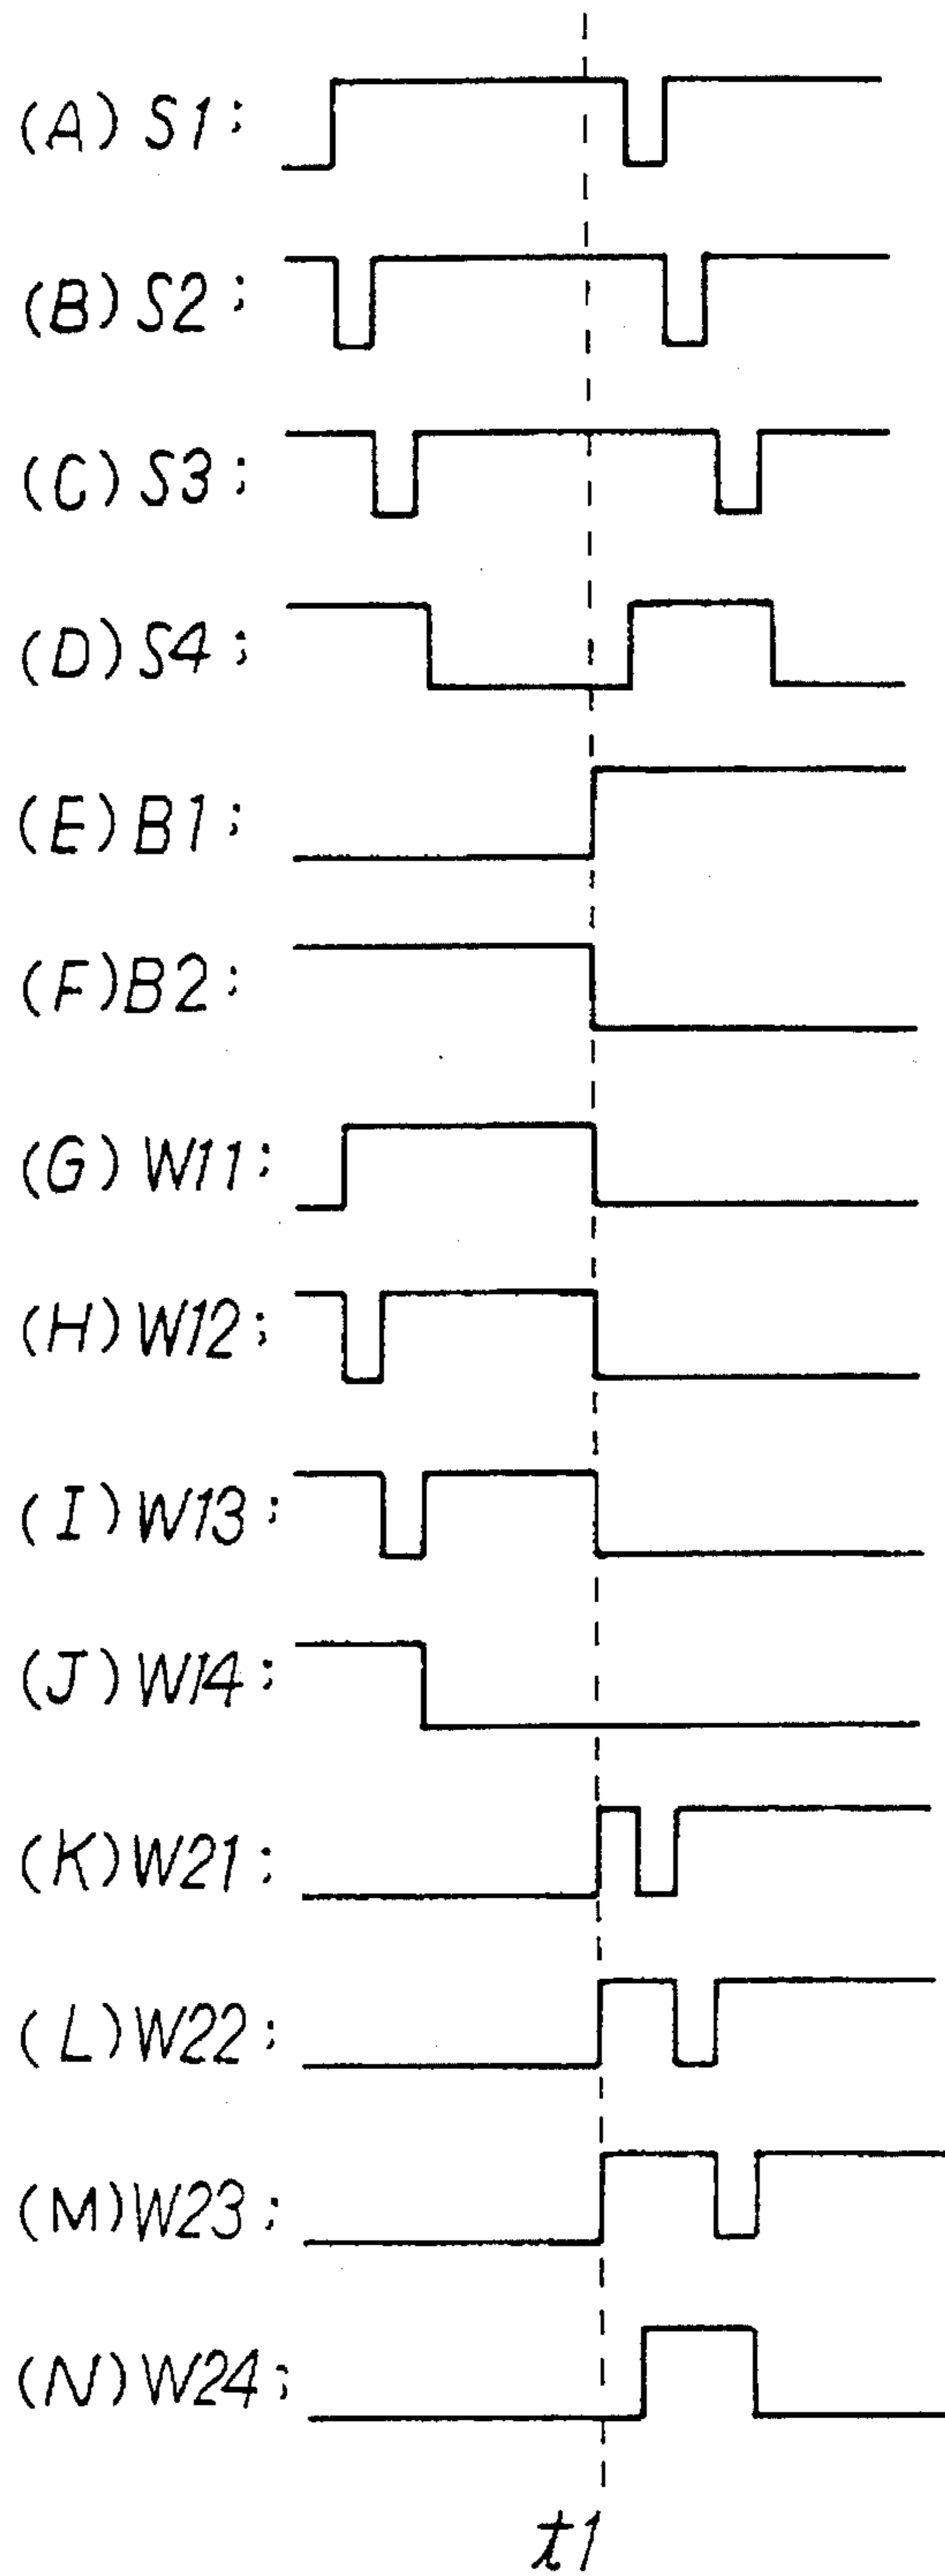 (A) S1;
(B) S2;
(C) S3;
(D) S4;
(E) B1;
(F) B2;
(G) W11;
(H) W12;
(I) W13;
(J) W14;
(K) W21;
(L) W22;
(M) W23;
(N) W24;
t1